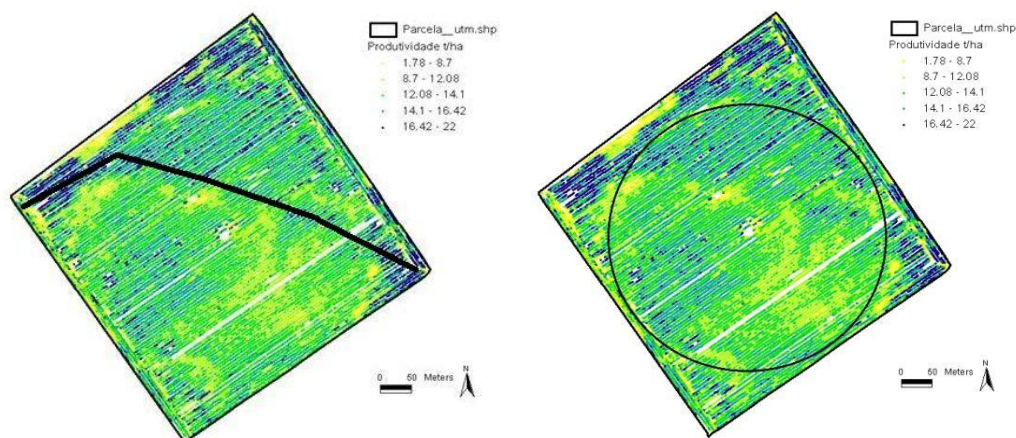 Parcela__utm.shp
Produtividade t/ha
1.78 - 8.7
8.7 - 12.08
12.08 - 14.1
14.1 - 16.42
16.42 - 22
0 50 Meters
N
Parcela__utm.shp
Produtividade t/ha
1.78 - 8.7
8.7 - 12.08
12.08 - 14.1
14.1 - 16.42
16.42 - 22
0 50 Meters
N